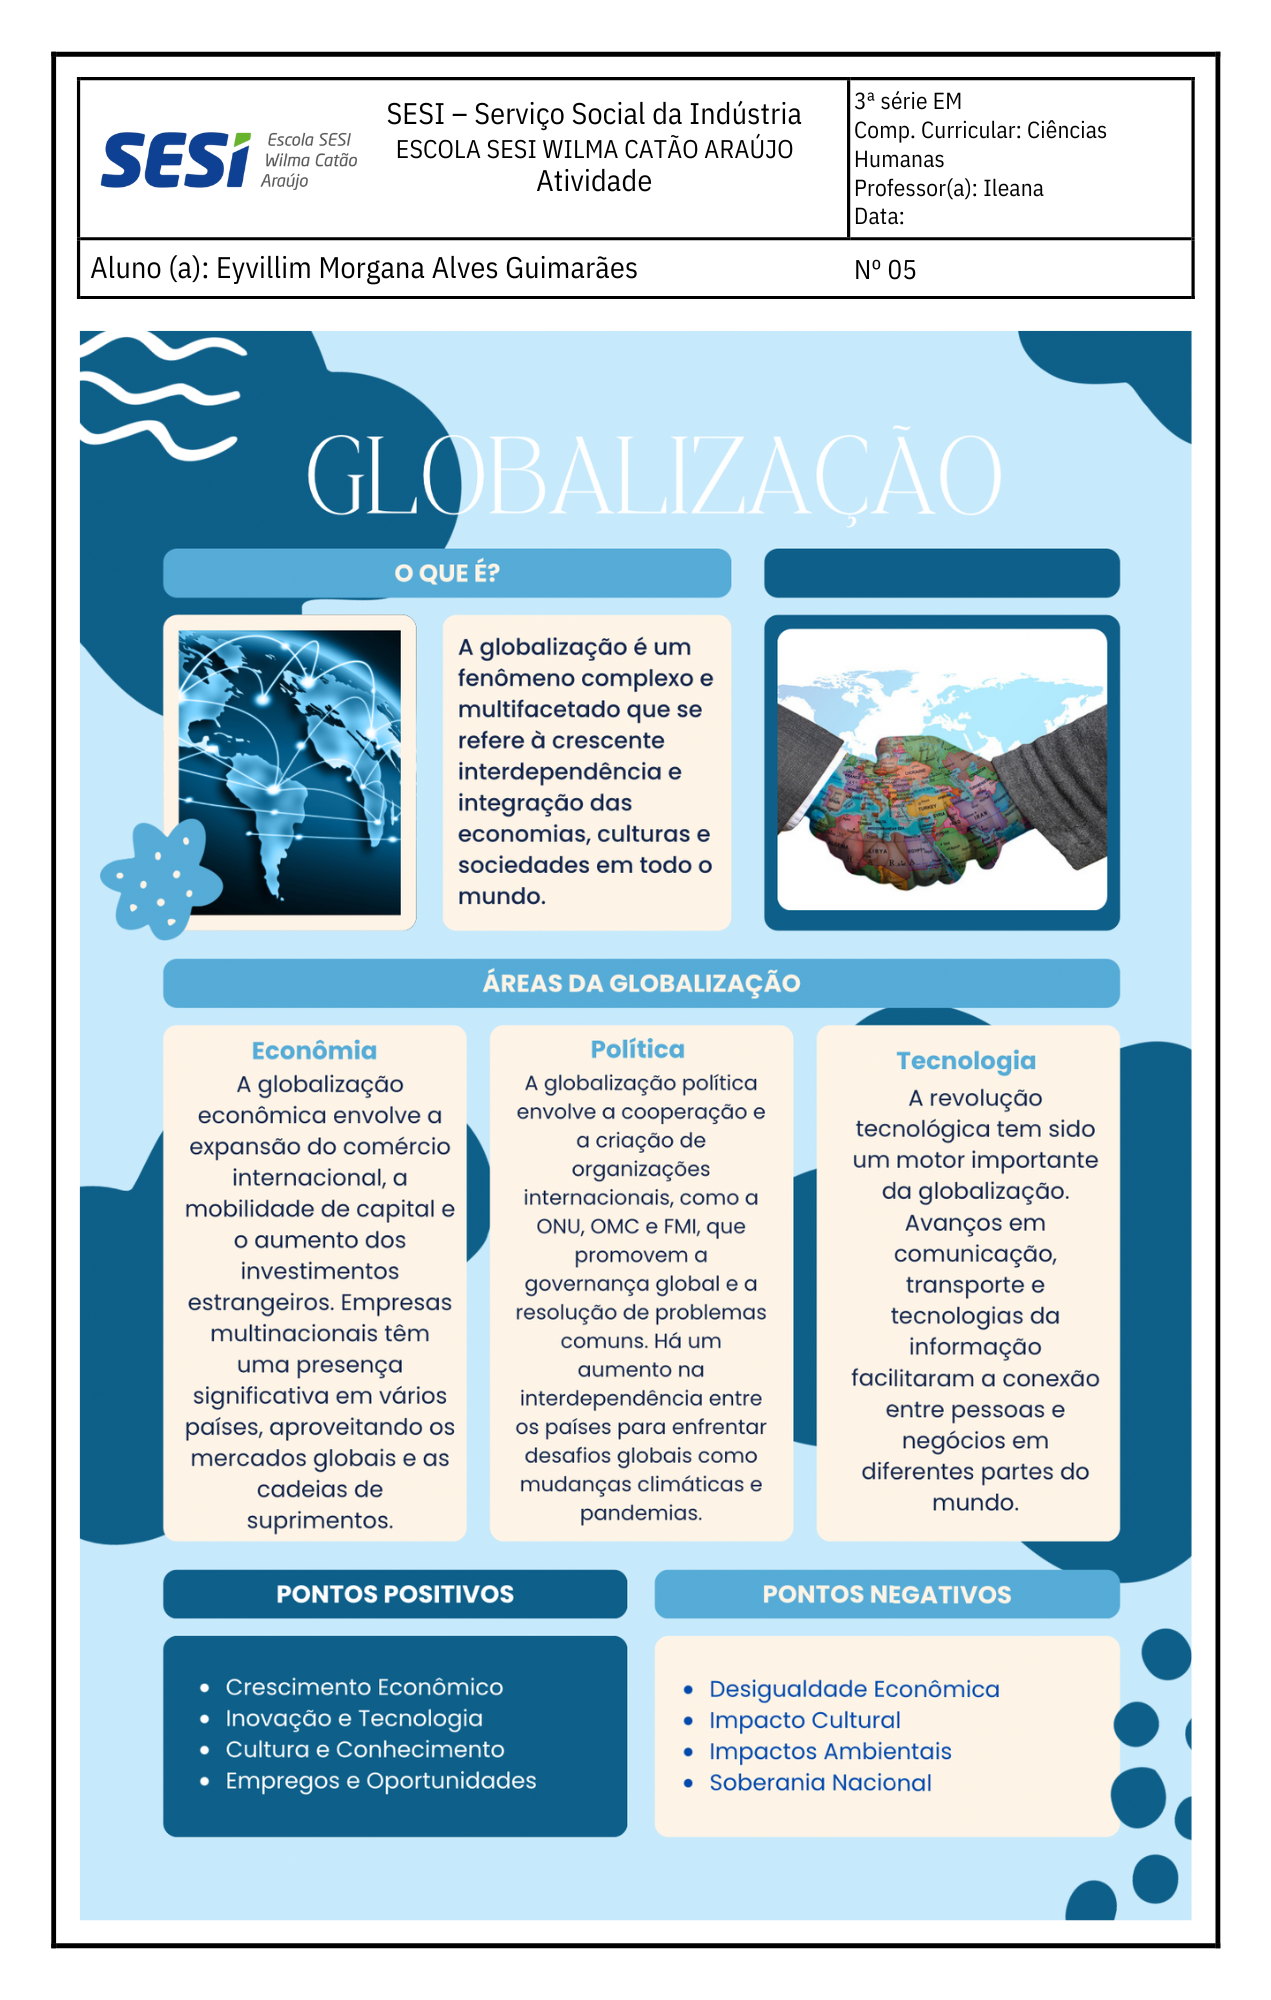 SESI
Escola SESI
Wilma Catão
Araújo
SESI – Serviço Social da Indústria
ESCOLA SESI WILMA CATÃO ARAÚJO
Atividade
3ª série EM
Comp. Curricular: Ciências
Humanas
Professor(a): Ileana
Data:
Aluno (a): Eyvillim Morgana Alves Guimarães
Nº 05
GLOBALIZAÇÃO
O QUE É?
A globalização é um
fenômeno complexo e
multifacetado que se
refere à crescente
interdependência e
integração das
economias, culturas e
sociedades em todo o
mundo.
TURKEY
IRAN
LIBYA
ÁREAS DA GLOBALIZAÇÃO
Econômia
A globalização
econômica envolve a
expansão do comércio
internacional, a
mobilidade de capital e
o aumento dos
investimentos
estrangeiros. Empresas
multinacionais têm
uma presença
significativa em vários
países, aproveitando os
mercados globais e as
cadeias de
suprimentos.
Política
A globalização política
envolve a cooperação e
a criação de
organizações
internacionais, como a
ONU, OMC e FMI, que
promovem a
governança global e a
resolução de problemas
comuns. Há um
aumento na
interdependência entre
os países para enfrentar
desafios globais como
mudanças climáticas e
pandemias.
Tecnologia
A revolução
tecnológica tem sido
um motor importante
da globalização.
Avanços em
comunicação,
transporte e
tecnologias da
informação
facilitaram a conexão
entre pessoas e
negócios em
diferentes partes do
mundo.
PONTOS POSITIVOS
• Crescimento Econômico
• Inovação e Tecnologia
• Cultura e Conhecimento
• Empregos e Oportunidades
PONTOS NEGATIVOS
• Desigualdade Econômica
• Impacto Cultural
• Impactos Ambientais
• Soberania Nacional